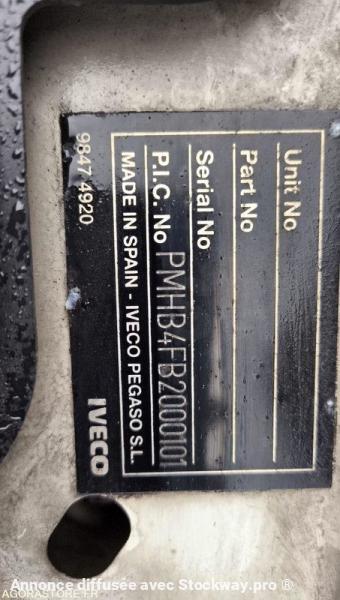 Unit No
Part No
Serial No
P.I.C. No PMHB4FB2000101
MADE IN SPAIN - IVECO PEGASO S.L.
9847 4920
IVECO
AGORASTORE.FR
Annonce diffusée avec Stockway.pro ®